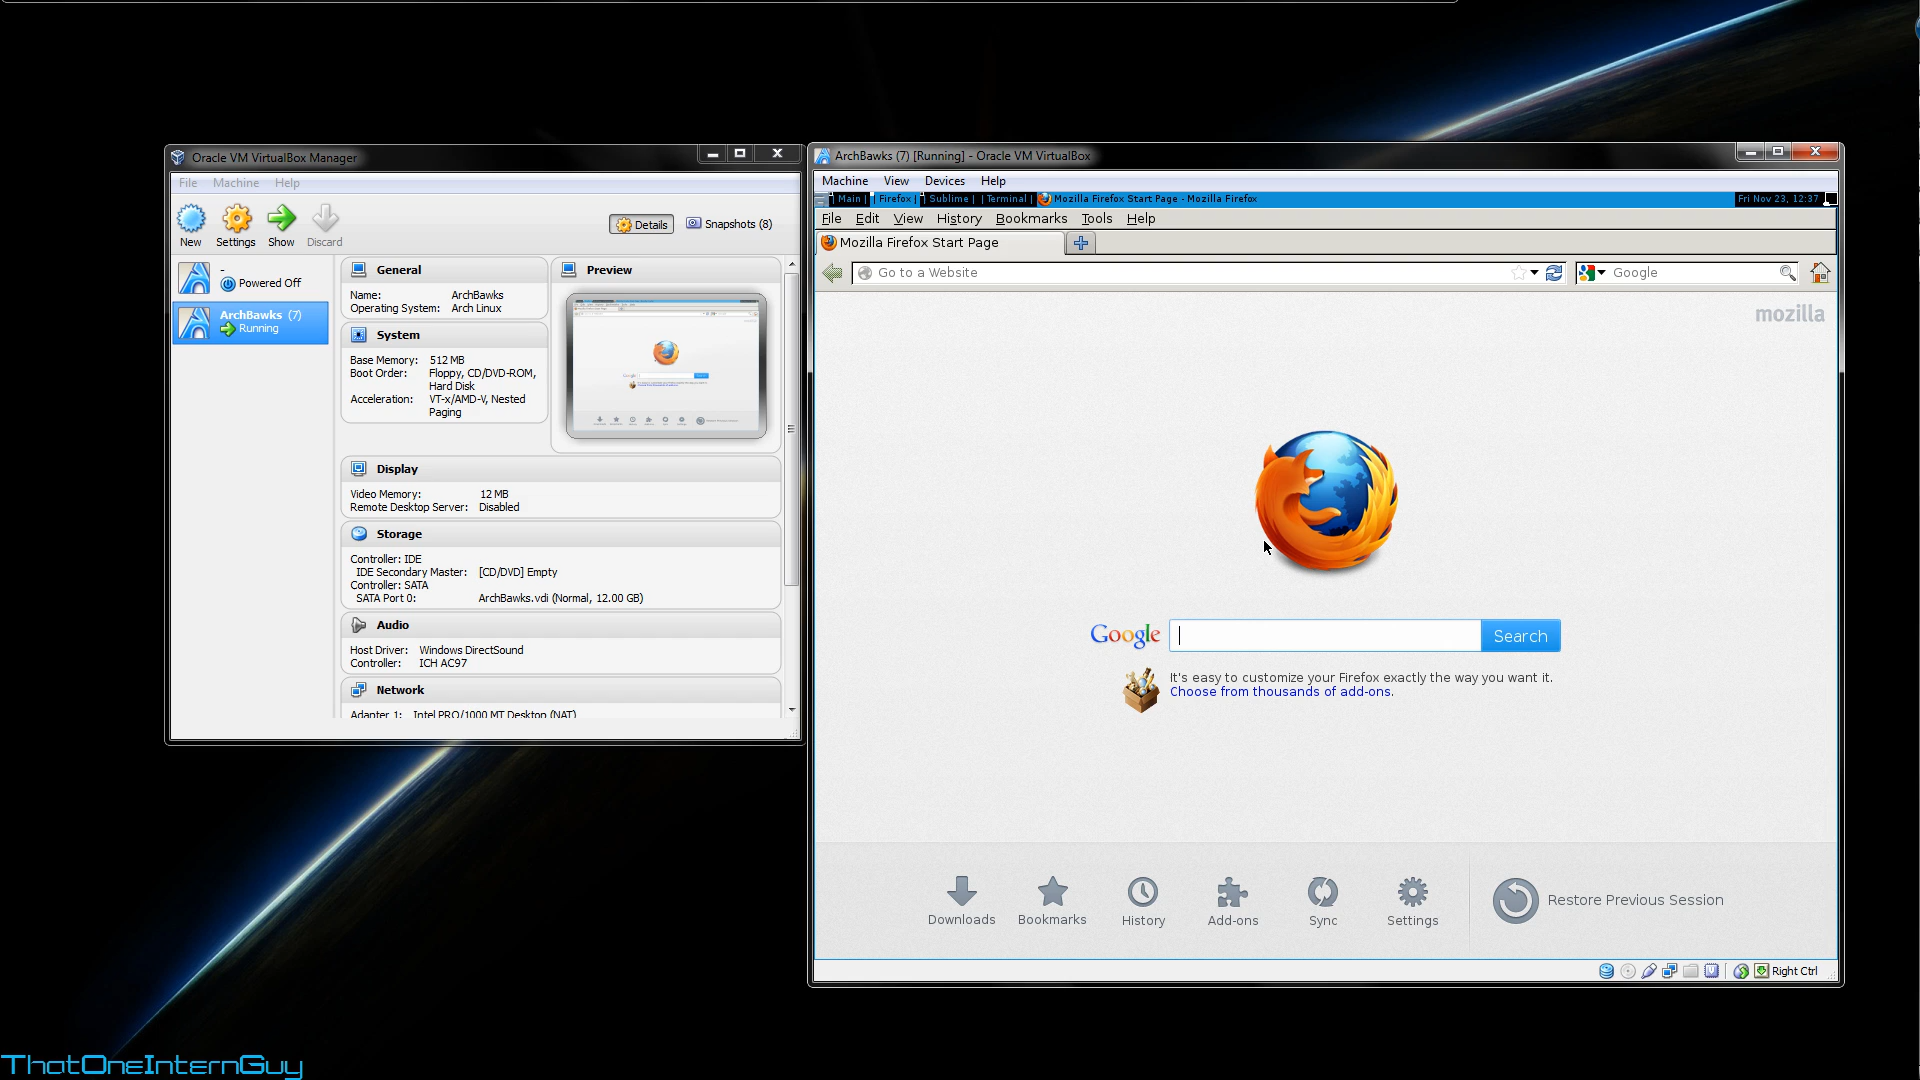 Oracle VM VirtualBox Manager
File Machine Help
New Settings Show Discard
Details Snapshots (8)
-
Powered Off
ArchBawks (7)
Running
General
Name: ArchBawks
Operating System: Arch Linux
System
Base Memory: 512 MB
Boot Order: Floppy, CD/DVD-ROM,
Hard Disk
Acceleration: VT-x/AMD-V, Nested
Paging
Preview
Display
Video Memory: 12 MB
Remote Desktop Server: Disabled
Storage
Controller: IDE
IDE Secondary Master: [CD/DVD] Empty
Controller: SATA
SATA Port 0: ArchBawks.vdi (Normal, 12.00 GB)
Audio
Host Driver: Windows DirectSound
Controller: ICH AC97
Network
Adapter 1: Intel PRO/1000 MT Desktop (NAT)
ArchBawks (7) [Running] - Oracle VM VirtualBox
Machine View Devices Help
| Main | | Firefox | | Sublime | | Terminal | Mozilla Firefox Start Page - Mozilla Firefox Fri Nov 23, 12:37
File Edit View History Bookmarks Tools Help
Mozilla Firefox Start Page
Go to a Website Google
mozilla
Google Search
It's easy to customize your Firefox exactly the way you want it.
Choose from thousands of add-ons.
Downloads Bookmarks History Add-ons Sync Settings Restore Previous Session
Right Ctrl
ThatOneInternGuy